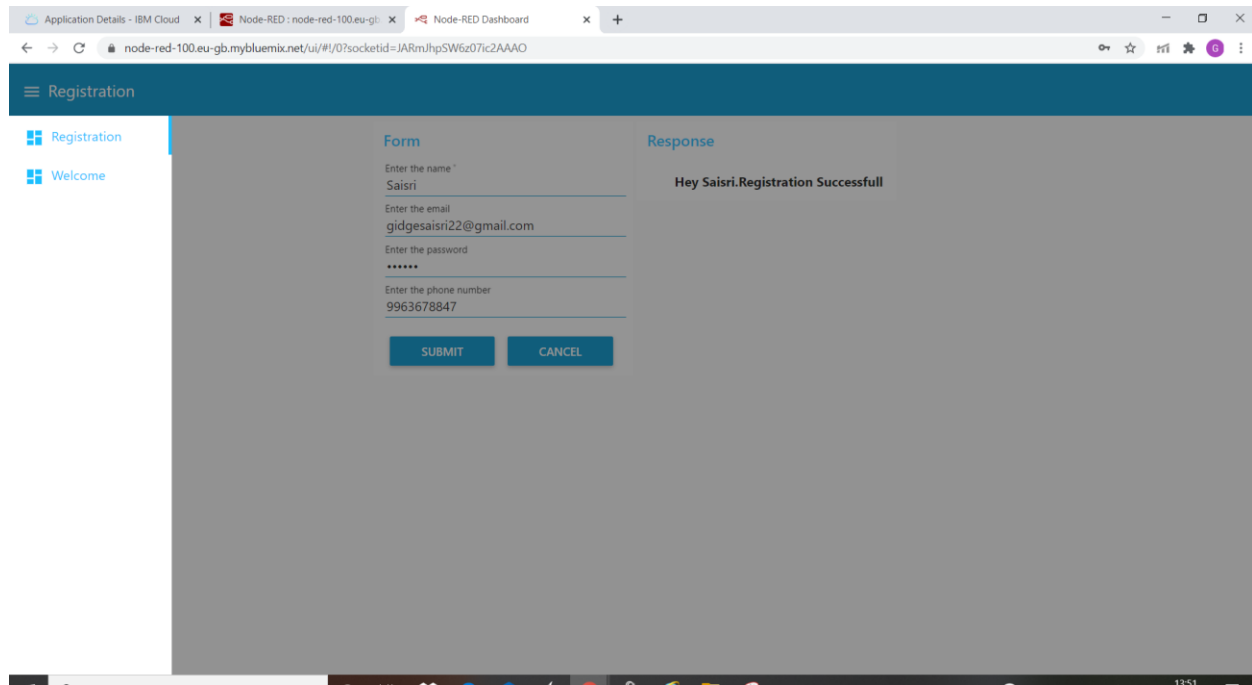 Application Details - IBM Cloud
Node-RED : node-red-100.eu-gb
Node-RED Dashboard
node-red-100.eu-gb.mybluemix.net/ui/#!/0?socketid=JARmJhpSW6z07ic2AAAO
G
Registration
Registration
Welcome
Form
Enter the name *
Saisri
Enter the email
gidgesaisri22@gmail.com
Enter the password
••••••
Enter the phone number
9963678847
SUBMIT
CANCEL
Response
Hey Saisri.Registration Successfull
13:51